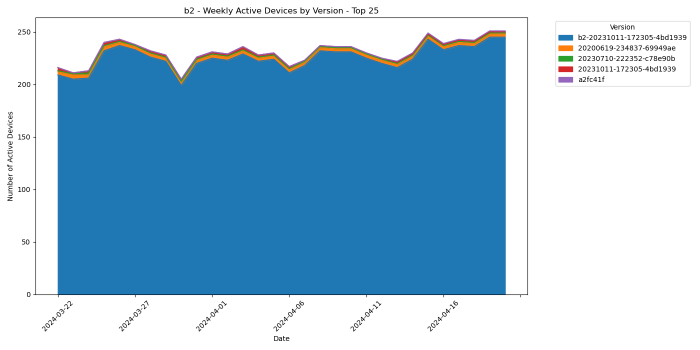 b2 - Weekly Active Devices by Version - Top 25
Number of Active Devices
250
200
150
100
50
0
2024-03-22
2024-03-27
2024-04-01
2024-04-06
2024-04-11
2024-04-16
Date
Version
b2-20231011-172305-4bd1939
20200619-234837-69949ae
20230710-222352-c78e90b
20231011-172305-4bd1939
a2fc41f